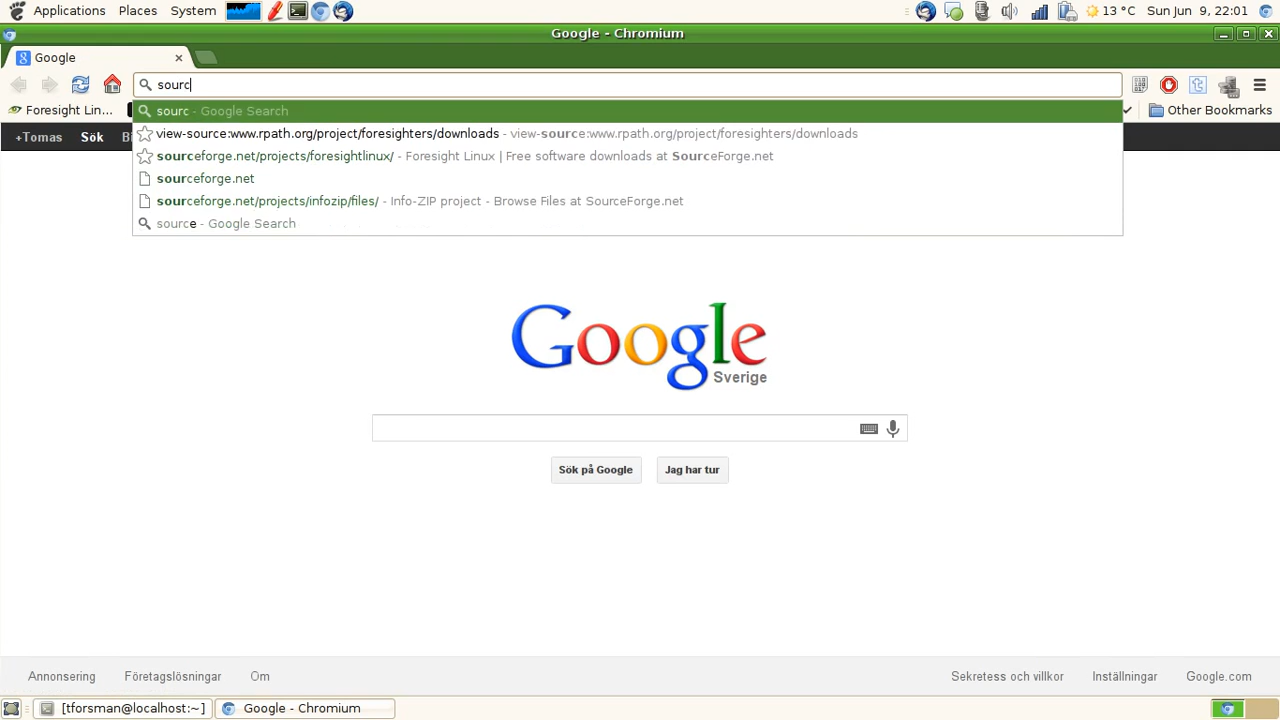 Applications Places System 13 °C Sun Jun 9, 22:01
Google - Chromium
Google
sourc
Foresight Lin... Other Bookmarks
sourc - Google Search
view-source:www.rpath.org/project/foresighters/downloads - view-source:www.rpath.org/project/foresighters/downloads
sourceforge.net/projects/foresightlinux/ - Foresight Linux | Free software downloads at SourceForge.net
sourceforge.net
sourceforge.net/projects/infozip/files/ - Info-ZIP project - Browse Files at SourceForge.net
source - Google Search
+Tomas Sök
Google
Sverige
Sök på Google Jag har tur
Annonsering Företagslösningar Om Sekretess och villkor Inställningar Google.com
[tforsman@localhost:~] Google - Chromium